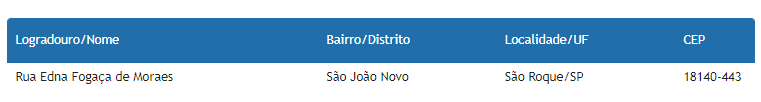 Logradouro/Nome Bairro/Distrito Localidade/UF CEP
Rua Edna Fogaça de Moraes São João Novo São Roque/SP 18140-443